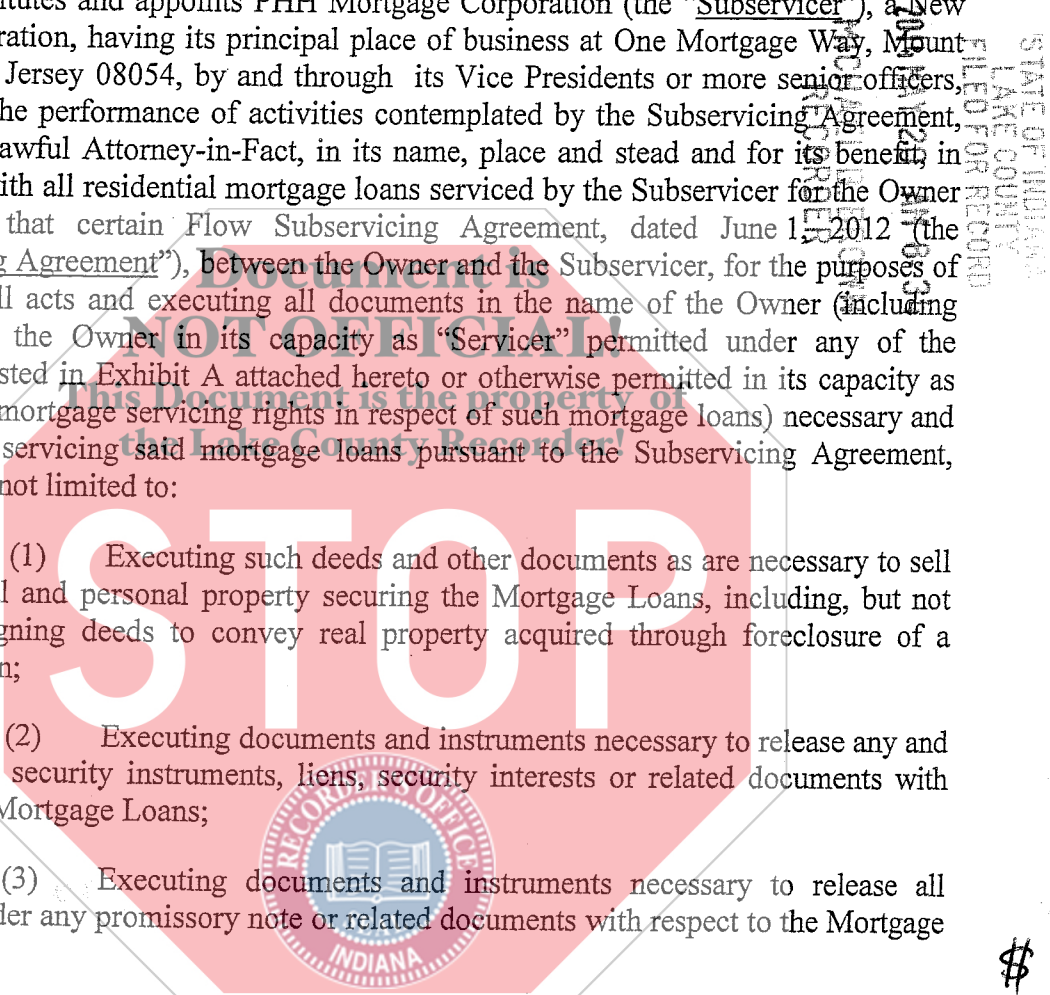 tutes and appoints PHH Mortgage Corporation (the "Subservicer"), a New
ration, having its principal place of business at One Mortgage Way, Mount
Jersey 08054, by and through its Vice Presidents or more senior officers,
he performance of activities contemplated by the Subservicing Agreement,
awful Attorney-in-Fact, in its name, place and stead and for its benefit, in
ith all residential mortgage loans serviced by the Subservicer for the Owner
that certain Flow Subservicing Agreement, dated June 1, 2012 (the
g Agreement"), between the Owner and the Subservicer, for the purposes of
ll acts and executing all documents in the name of the Owner (including
the Owner in its capacity as "Servicer" permitted under any of the
sted in Exhibit A attached hereto or otherwise permitted in its capacity as
mortgage servicing rights in respect of such mortgage loans) necessary and
servicing said mortgage loans pursuant to the Subservicing Agreement,
not limited to:
(1) Executing such deeds and other documents as are necessary to sell
l and personal property securing the Mortgage Loans, including, but not
gning deeds to convey real property acquired through foreclosure of a
n;
(2) Executing documents and instruments necessary to release any and
security instruments, liens, security interests or related documents with
Mortgage Loans;
(3) Executing documents and instruments necessary to release all
der any promissory note or related documents with respect to the Mortgage
Document is
NOT OFFICIAL!
This Document is the property of
the Lake County Recorder!
STOP
RECORDER'S OFFICE
INDIANA
STATE OF INDIANA
LAKE COUNTY
FILED FOR RECORD
RECORDER
$